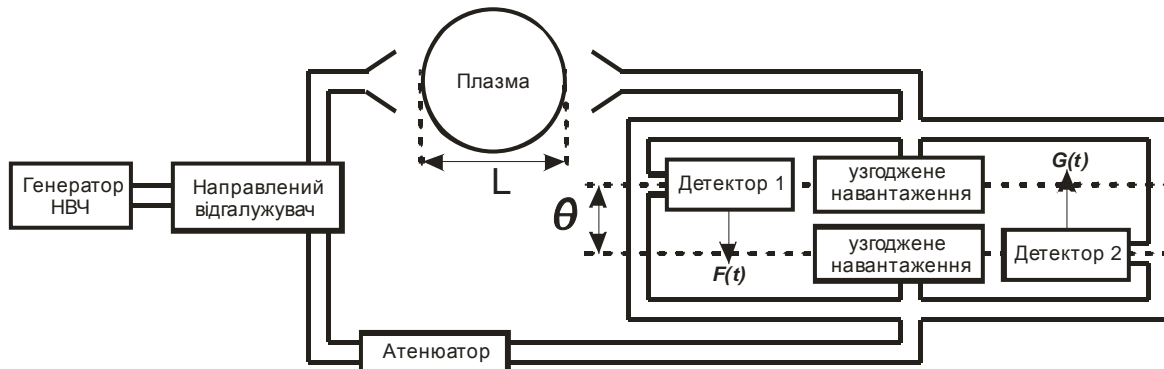 Плазма
L
Генератор
НВЧ
Направлений
відгалужувач
Детектор 1
узгоджене
навантаження
G(t)
θ
узгоджене
навантаження
Детектор 2
F(t)
Атенюатор